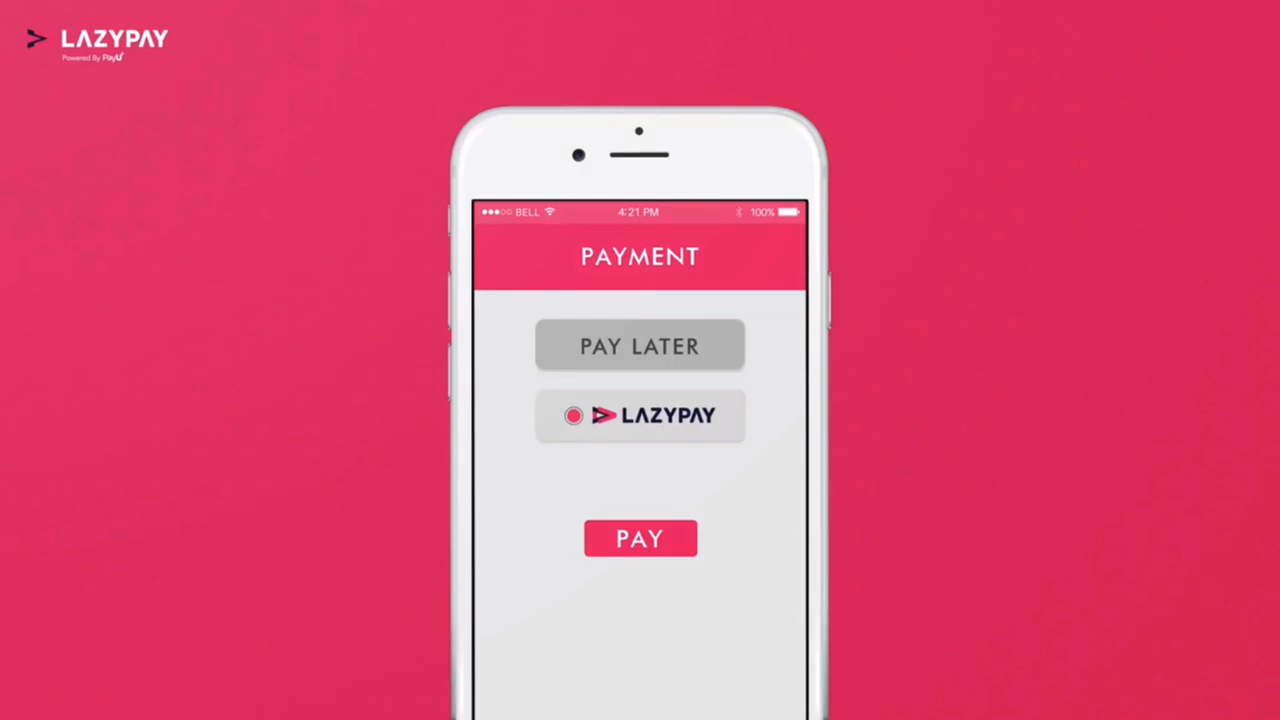 LAZYPAY
Powered By PayU
BELL 4:21 PM 100%
PAYMENT
PAY LATER
LAZYPAY
PAY